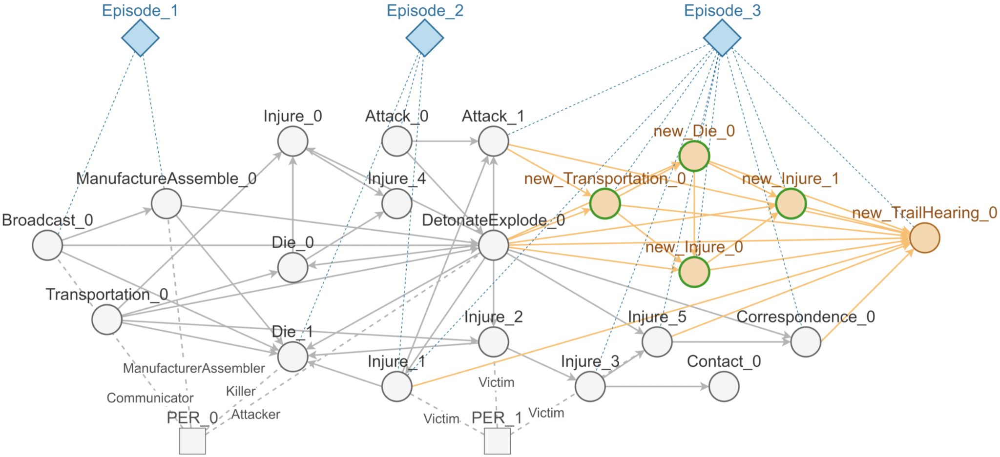 Episode_1
Episode_2
Episode_3
Injure_0
Attack_0
Attack_1
new_Die_0
ManufactureAssemble_0
Injure_4
new_Transportation_0
new_Injure_1
Broadcast_0
DetonateExplode_0
new_TrailHearing_0
Die_0
new_Injure_0
Transportation_0
Die_1
Injure_2
Injure_5
Correspondence_0
Injure_1
Injure_3
Contact_0
ManufacturerAssembler
Victim
Killer
Communicator
Attacker
Victim
Victim
PER_0
PER_1